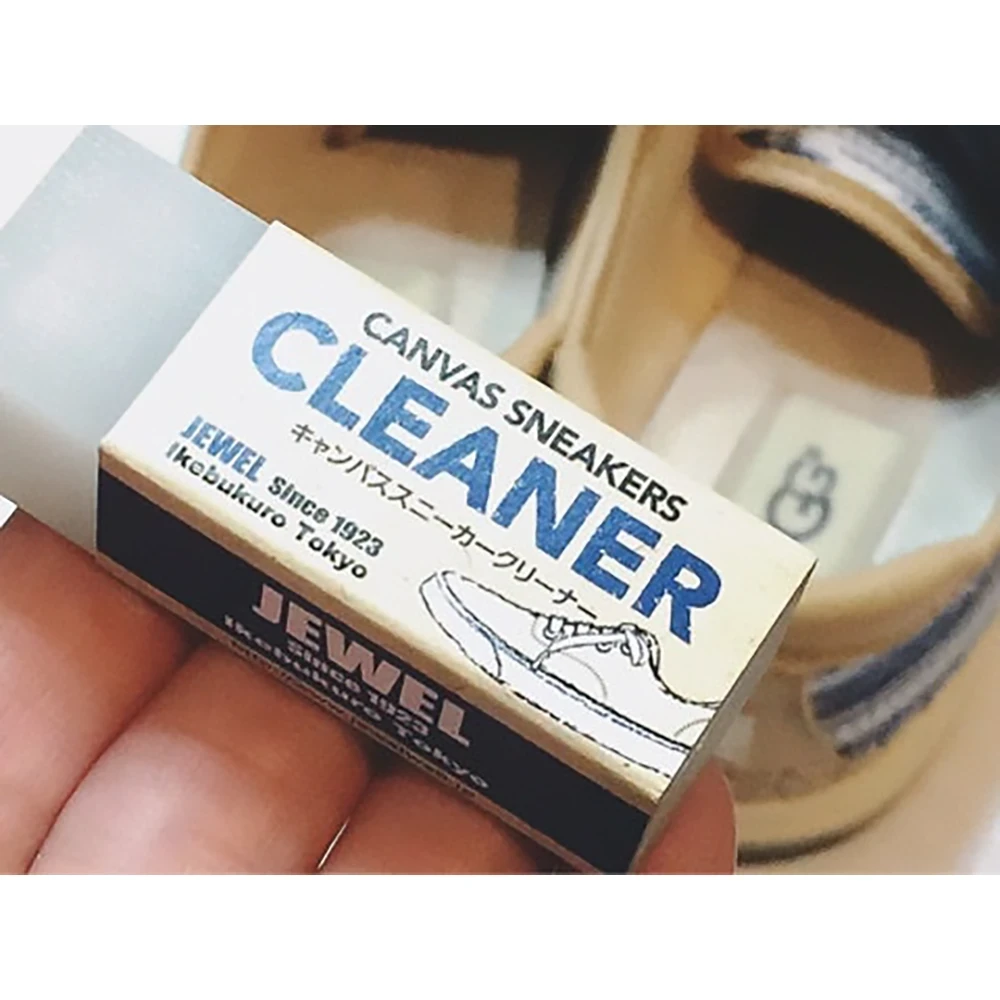 CANVAS SNEAKERS
CLEANER
キャンバススニーカークリーナー
JEWEL Since 1923
Ikebukuro Tokyo
JEWEL
Since 1923
Ikebukuro Tokyo